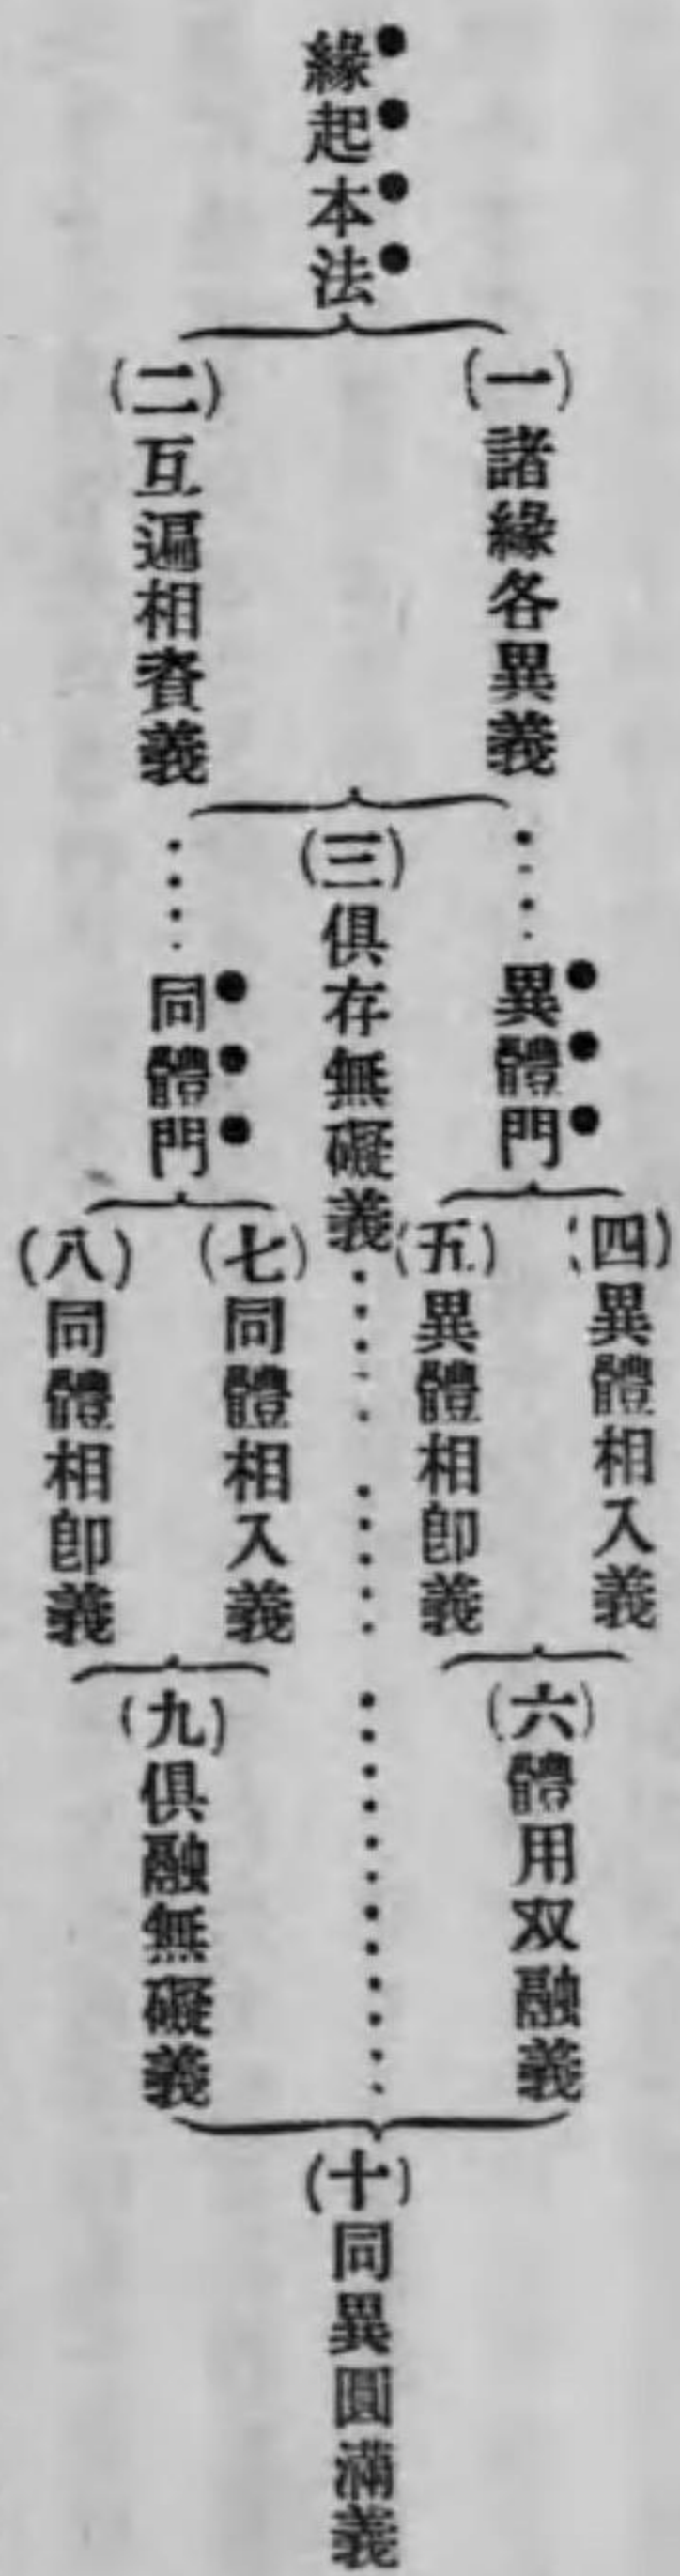 緣起本法
(一)諸緣各異義
(二)互遍相資義
(三)俱存無礙義
異體門
同體門
(四)異體相入義
(五)異體相卽義
(六)體用双融義
(七)同體相入義
(八)同體相卽義
(九)俱融無礙義
(十)同異圓滿義